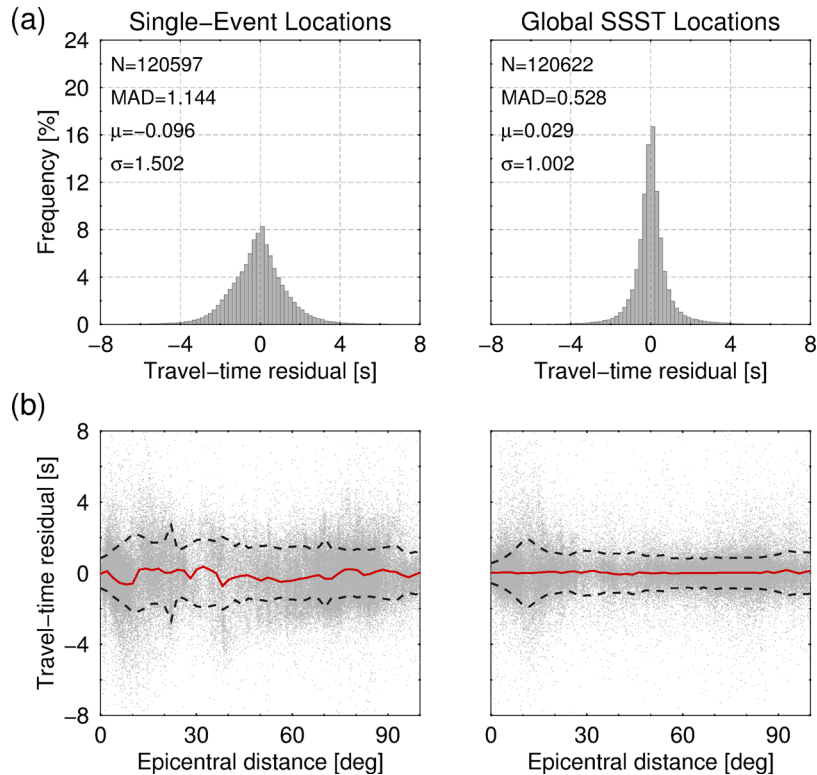 (a)
Single−Event Locations
Global SSST Locations
Frequency [%]
24
20
16
12
8
4
0
N=120597
MAD=1.144
μ=−0.096
σ=1.502
N=120622
MAD=0.528
μ=0.029
σ=1.002
−8 −4 0 4 8
−8 −4 0 4 8
Travel−time residual [s]
Travel−time residual [s]
(b)
Travel−time residual [s]
8
4
0
−4
−8
0 30 60 90
0 30 60 90
Epicentral distance [deg]
Epicentral distance [deg]